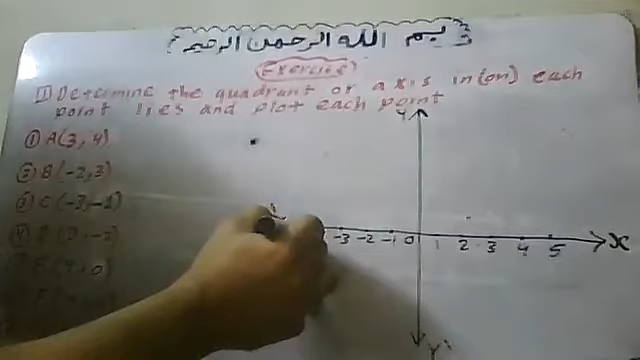 بسم الله الرحمن الرحيم
Exercise
① Determine the quadrant or axis in(on) each
point lies and plot each point
① A(3, 4)
② B(-2,3)
③ C(-3,-1)
④
y
-3 -2 -1 0 1 2 3 4 5 X
Y'